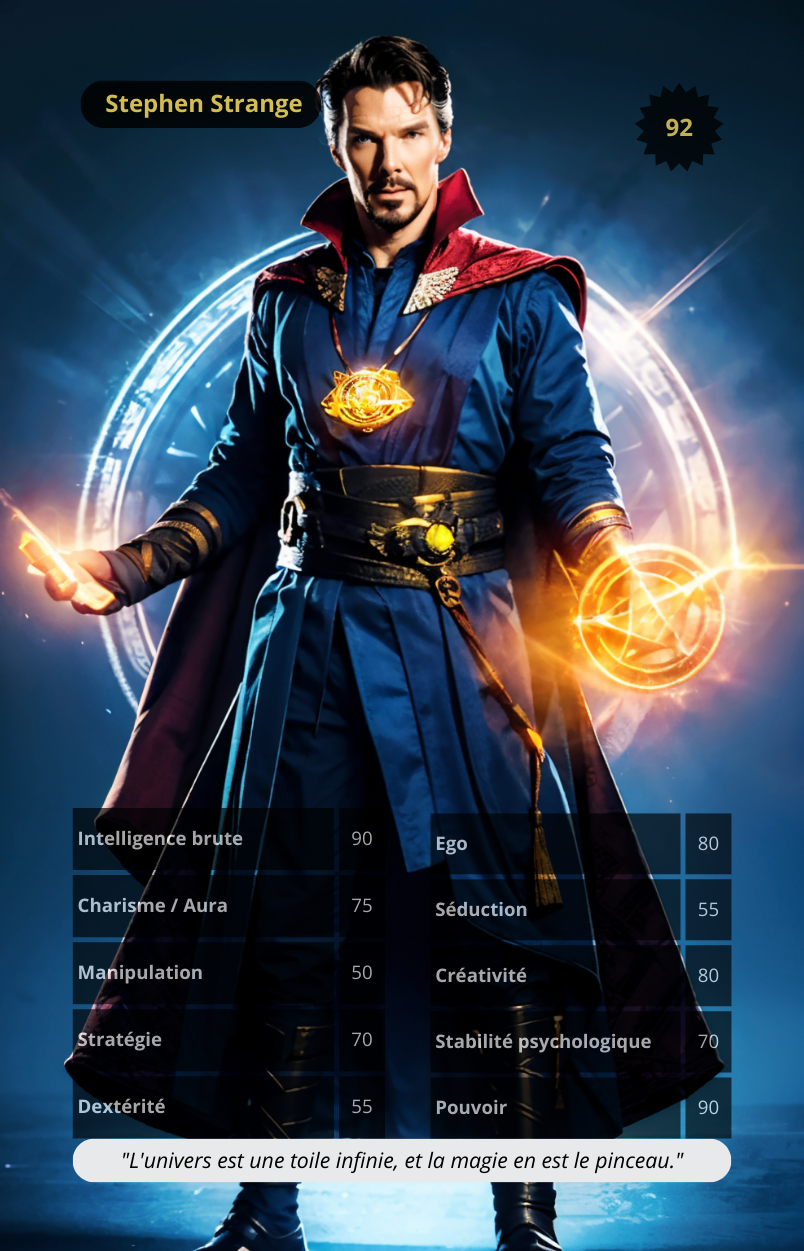 Stephen Strange
92
Intelligence brute 90
Charisme / Aura 75
Manipulation 50
Stratégie 70
Dextérité 55
Ego 80
Séduction 55
Créativité 80
Stabilité psychologique 70
Pouvoir 90
"L'univers est une toile infinie, et la magie en est le pinceau."